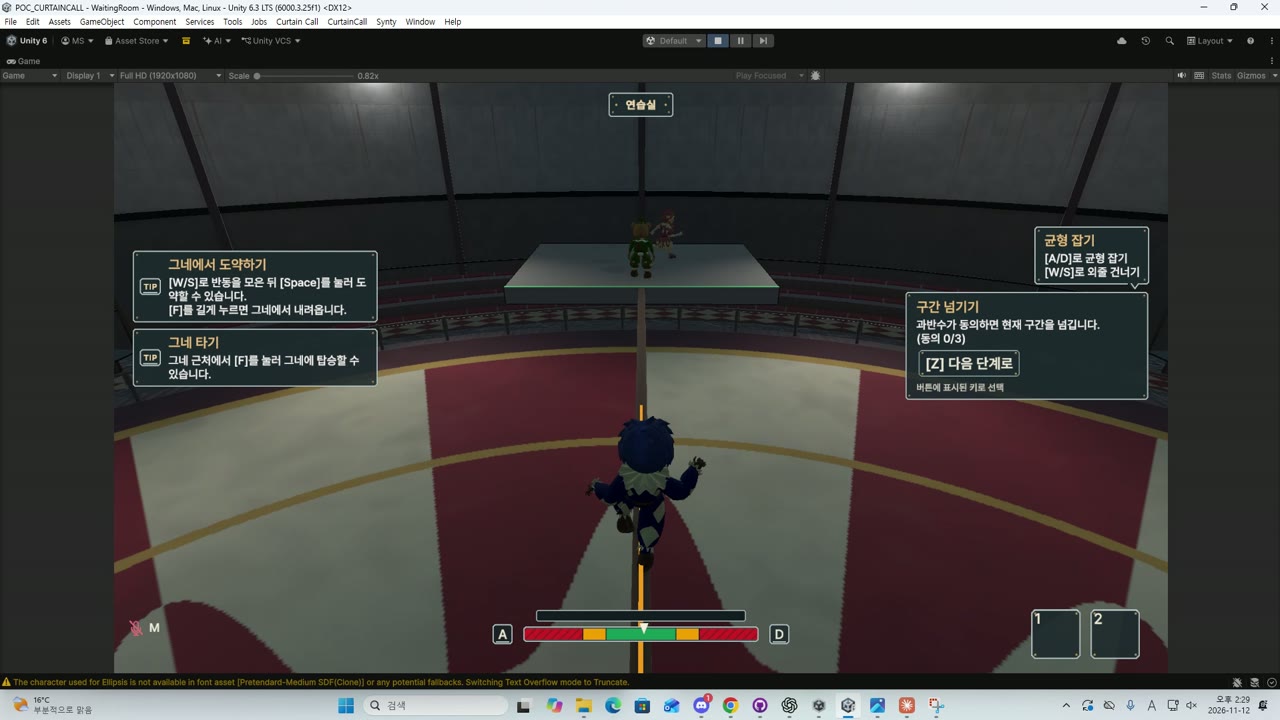 POC_CURTAINCALL - WaitingRoom - Windows, Mac, Linux - Unity 6.3 LTS (6000.3.25f1) <DX12>
File Edit Assets GameObject Component Services Tools Jobs Curtain Call CurtainCall Synty Window Help
Unity 6 MS Asset Store AI Unity VCS Default Layout
Game
Game Display 1 Full HD (1920x1080) Scale 0.82x Play Focused Stats Gizmos
연습실
그네에서 도약하기
TIP
[W/S]로 반동을 모은 뒤 [Space]를 눌러 도
약할 수 있습니다.
[F]를 길게 누르면 그네에서 내려옵니다.
그네 타기
TIP
그네 근처에서 [F]를 눌러 그네에 탑승할 수
있습니다.
균형 잡기
[A/D]로 균형 잡기
[W/S]로 외줄 건너기
구간 넘기기
과반수가 동의하면 현재 구간을 넘깁니다.
(동의 0/3)
[Z] 다음 단계로
버튼에 표시된 키로 선택
M
A D
1 2
The character used for Ellipsis is not available in font asset [Pretendard-Medium SDF(Clone)] or any potential fallbacks. Switching Text Overflow mode to Truncate.
16°C
부분적으로 맑음
검색
1
A
오후 2:29
2026-11-12